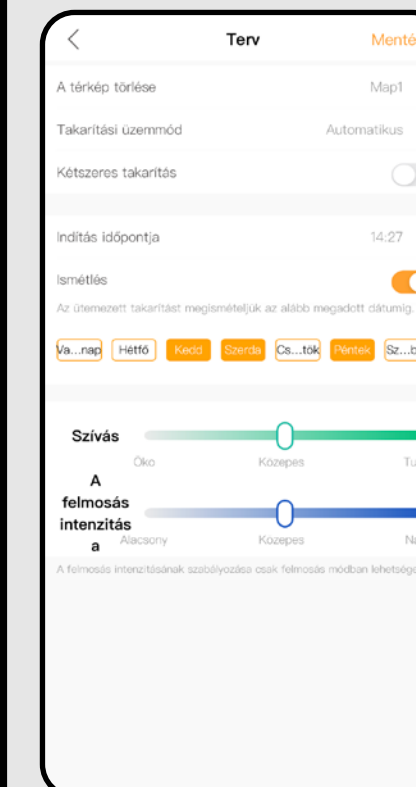 Terv Menté
A térkép törlése Map1
Takarítási üzemmód Automatikus
Kétszeres takarítás
Indítás időpontja 14:27
Ismétlés
Az ütemezett takarítást megismételjük az alább megadott dátumig.
Va...nap Hétfő Kedd Szerda Cs...tök Péntek Sz...b
Szívás
Öko Közepes Tu
A
felmosás
intenzitás
a
Alacsony Közepes Na
A felmosás intenzitásának szabályozása csak felmosás módban lehetsége